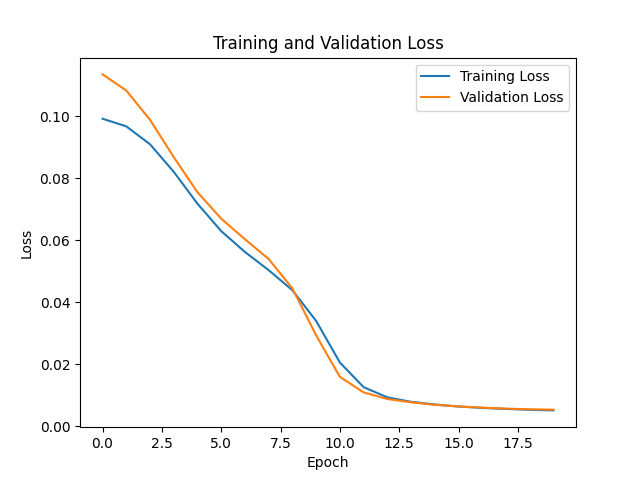 Training and Validation Loss
Training Loss
Validation Loss
0.10
0.08
0.06
0.04
0.02
0.00
Loss
0.0 2.5 5.0 7.5 10.0 12.5 15.0 17.5
Epoch